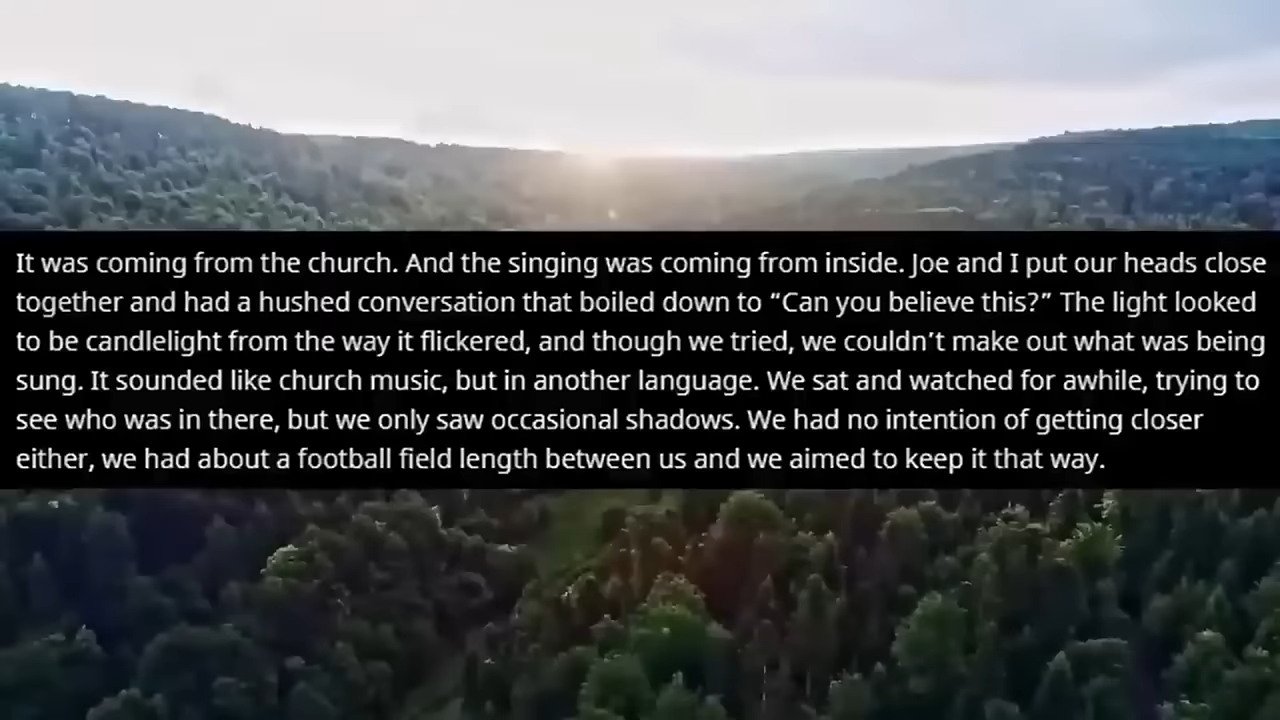 It was coming from the church. And the singing was coming from inside. Joe and I put our heads close
together and had a hushed conversation that boiled down to “Can you believe this?” The light looked
to be candlelight from the way it flickered, and though we tried, we couldn’t make out what was being
sung. It sounded like church music, but in another language. We sat and watched for awhile, trying to
see who was in there, but we only saw occasional shadows. We had no intention of getting closer
either, we had about a football field length between us and we aimed to keep it that way.